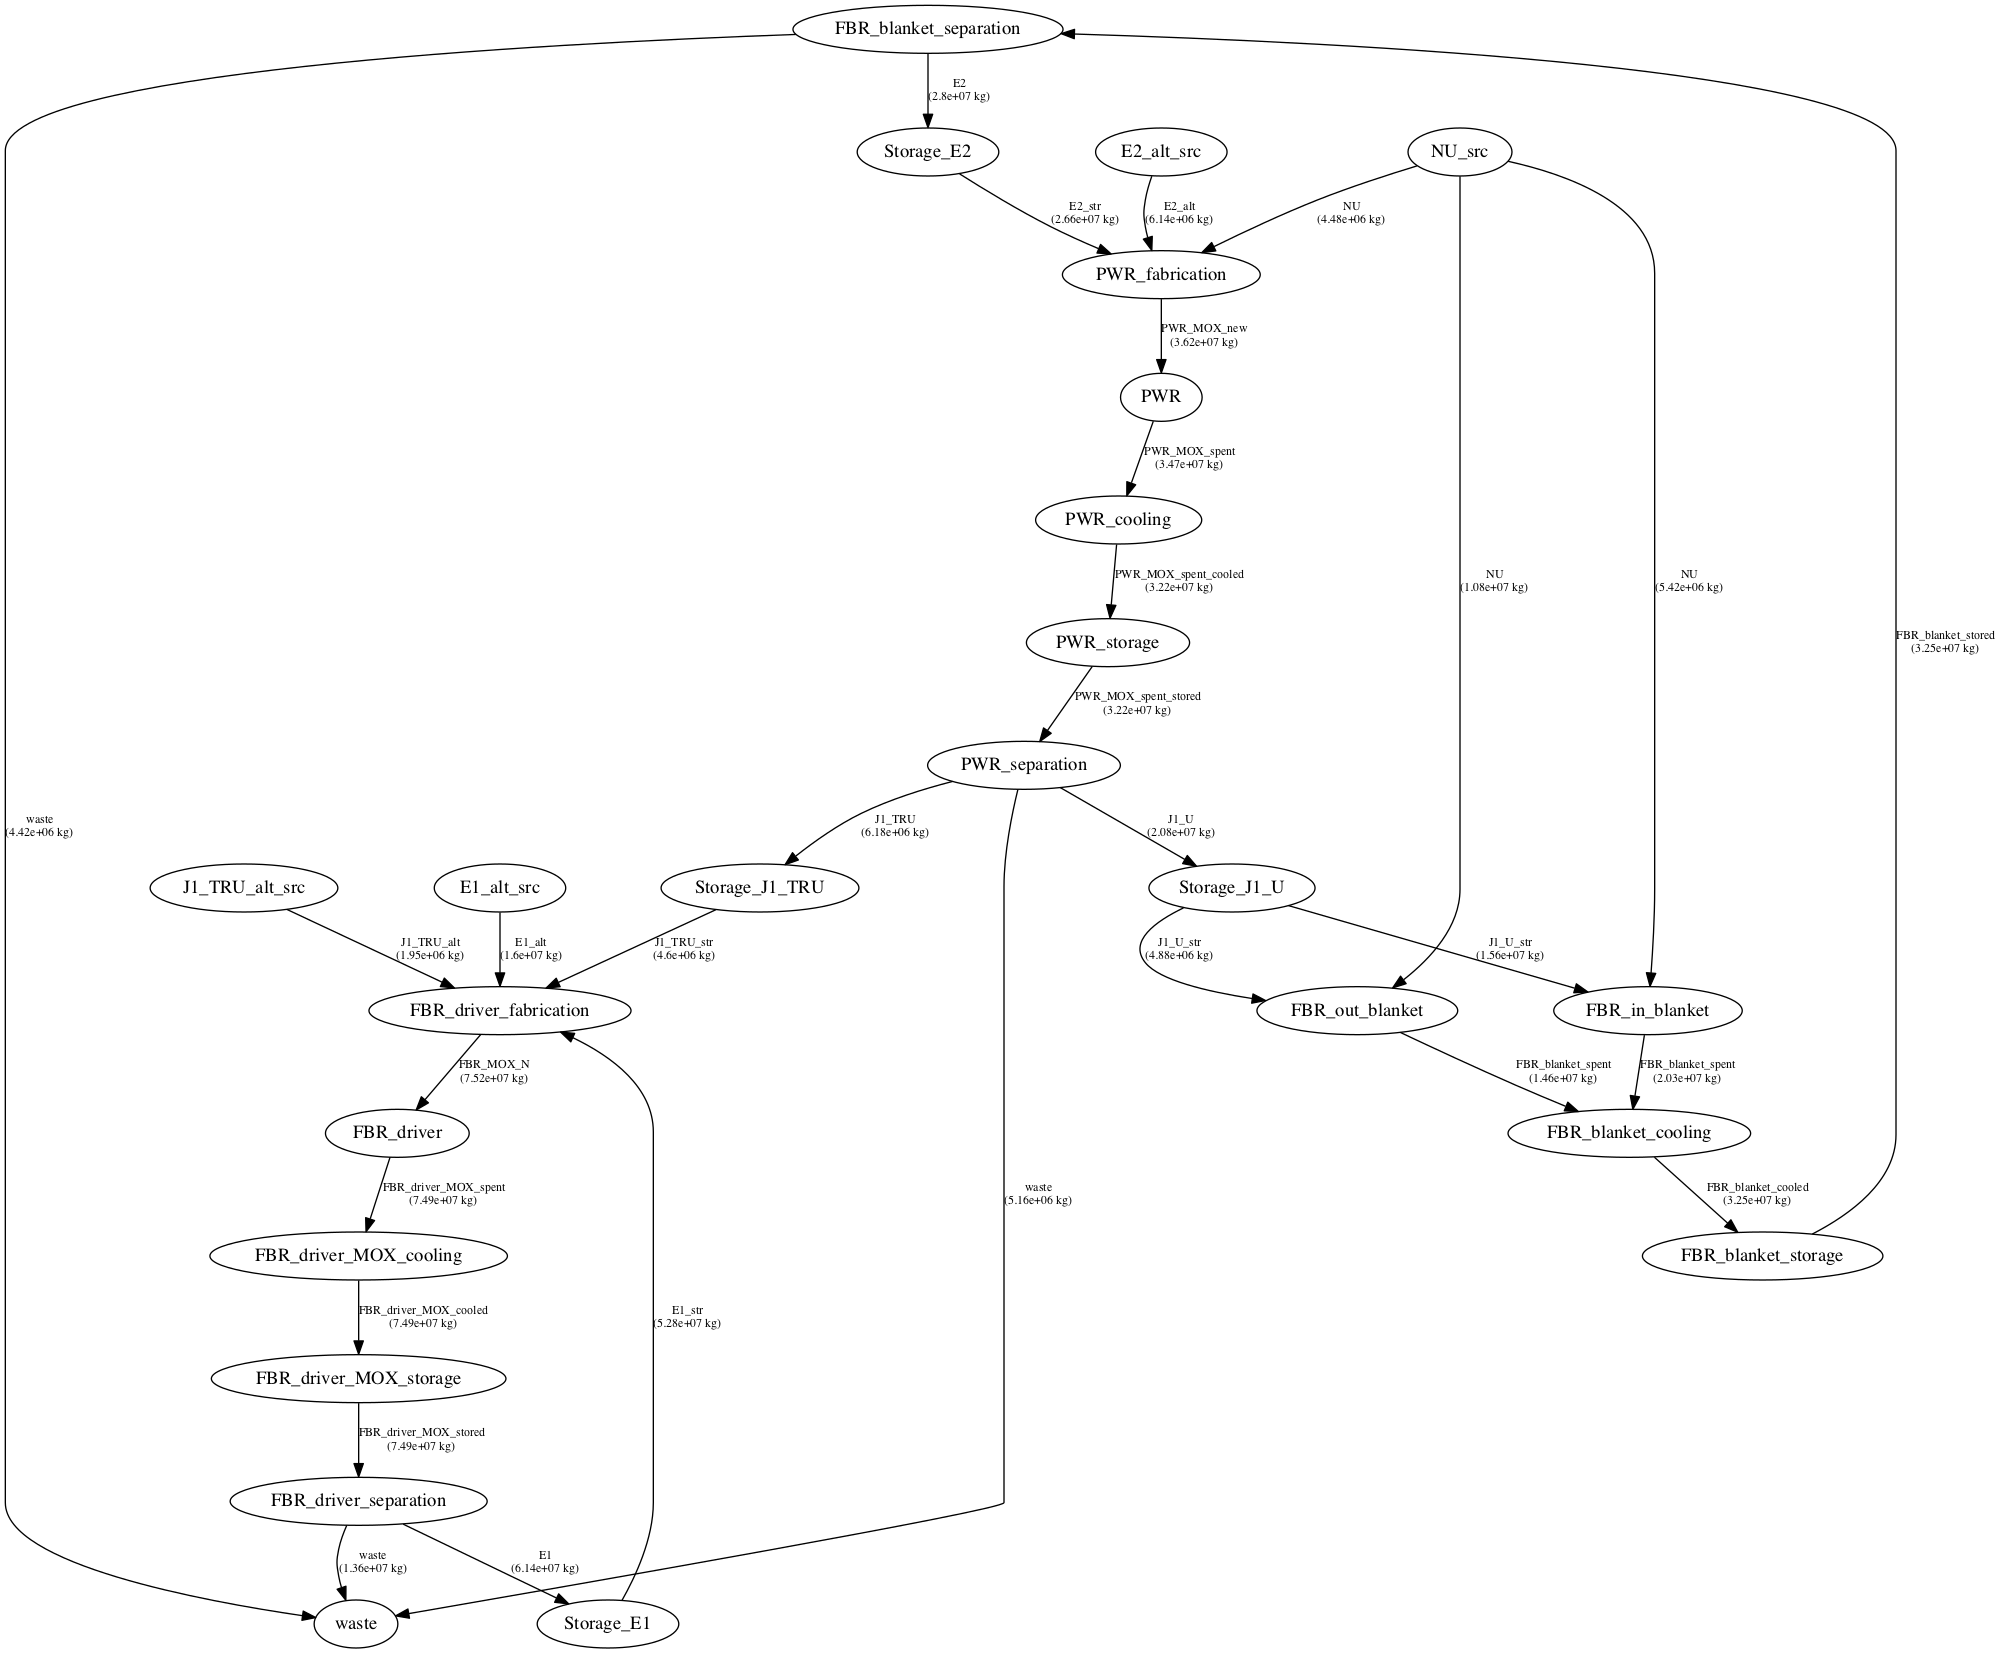 FBR_blanket_separation
E2
(2.8e+07 kg)
Storage_E2
E2_alt_src
NU_src
E2_str
(2.66e+07 kg)
E2_alt
(6.14e+06 kg)
NU
(4.48e+06 kg)
PWR_fabrication
PWR_MOX_new
(3.62e+07 kg)
PWR
PWR_MOX_spent
(3.47e+07 kg)
PWR_cooling
PWR_MOX_spent_cooled
(3.22e+07 kg)
NU
(1.08e+07 kg)
NU
(5.42e+06 kg)
PWR_storage
FBR_blanket_stored
(3.25e+07 kg)
PWR_MOX_spent_stored
(3.22e+07 kg)
PWR_separation
waste
(4.42e+06 kg)
J1_TRU
(6.18e+06 kg)
J1_U
(2.08e+07 kg)
J1_TRU_alt_src
E1_alt_src
Storage_J1_TRU
Storage_J1_U
J1_TRU_alt
(1.95e+06 kg)
E1_alt
(1.6e+07 kg)
J1_TRU_str
(4.6e+06 kg)
J1_U_str
(4.88e+06 kg)
J1_U_str
(1.56e+07 kg)
FBR_driver_fabrication
FBR_out_blanket
FBR_in_blanket
FBR_MOX_N
(7.52e+07 kg)
FBR_blanket_spent
(1.46e+07 kg)
FBR_blanket_spent
(2.03e+07 kg)
FBR_driver
FBR_blanket_cooling
FBR_driver_MOX_spent
(7.49e+07 kg)
waste
(5.16e+06 kg)
FBR_blanket_cooled
(3.25e+07 kg)
FBR_driver_MOX_cooling
FBR_blanket_storage
FBR_driver_MOX_cooled
(7.49e+07 kg)
E1_str
(5.28e+07 kg)
FBR_driver_MOX_storage
FBR_driver_MOX_stored
(7.49e+07 kg)
FBR_driver_separation
waste
(1.36e+07 kg)
E1
(6.14e+07 kg)
waste
Storage_E1